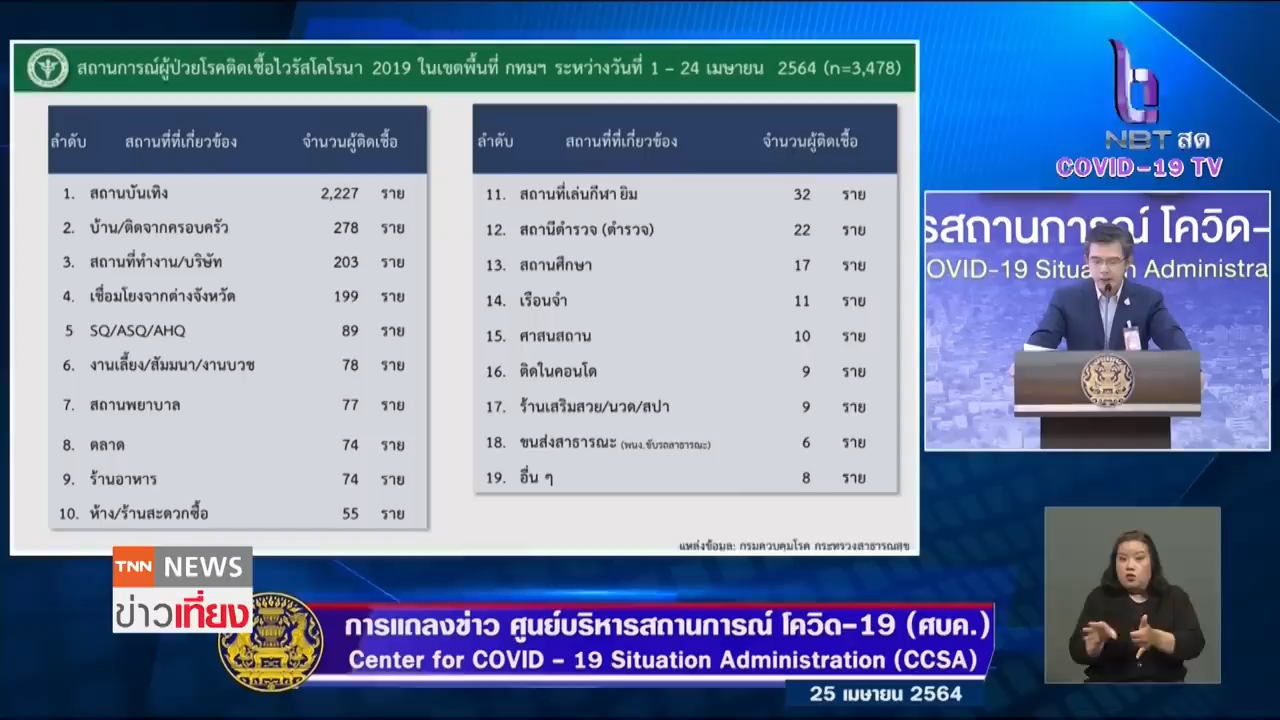 สถานการณ์ผู้ป่วยโรคติดเชื้อไวรัสโคโรนา 2019 ในเขตพื้นที่ กทมฯ ระหว่างวันที่ 1 – 24 เมษายน 2564 (n=3,478)
ลำดับ สถานที่ที่เกี่ยวข้อง จำนวนผู้ติดเชื้อ
1. สถานบันเทิง 2,227 ราย
2. บ้าน/ติดจากครอบครัว 278 ราย
3. สถานที่ทำงาน/บริษัท 203 ราย
4. เชื่อมโยงจากต่างจังหวัด 199 ราย
5 SQ/ASQ/AHQ 89 ราย
6. งานเลี้ยง/สัมมนา/งานบวช 78 ราย
7. สถานพยาบาล 77 ราย
8. ตลาด 74 ราย
9. ร้านอาหาร 74 ราย
10. ห้าง/ร้านสะดวกซื้อ 55 ราย
ลำดับ สถานที่ที่เกี่ยวข้อง จำนวนผู้ติดเชื้อ
11. สถานที่เล่นกีฬา ยิม 32 ราย
12. สถานีตำรวจ (ตำรวจ) 22 ราย
13. สถานศึกษา 17 ราย
14. เรือนจำ 11 ราย
15. ศาสนสถาน 10 ราย
16. ติดในคอนโด 9 ราย
17. ร้านเสริมสวย/นวด/สปา 9 ราย
18. ขนส่งสาธารณะ (พนง.ขับรถสาธารณะ) 6 ราย
19. อื่น ๆ 8 ราย
แหล่งข้อมูล: กรมควบคุมโรค กระทรวงสาธารณสุข
NBT สด
COVID-19 TV
รสถานการณ์ โควิด-
OVID-19 Situation Administra
TNN NEWS
ข่าวเที่ยง
การแถลงข่าว ศูนย์บริหารสถานการณ์ โควิด-19 (ศบค.)
Center for COVID - 19 Situation Administration (CCSA)
25 เมษายน 2564